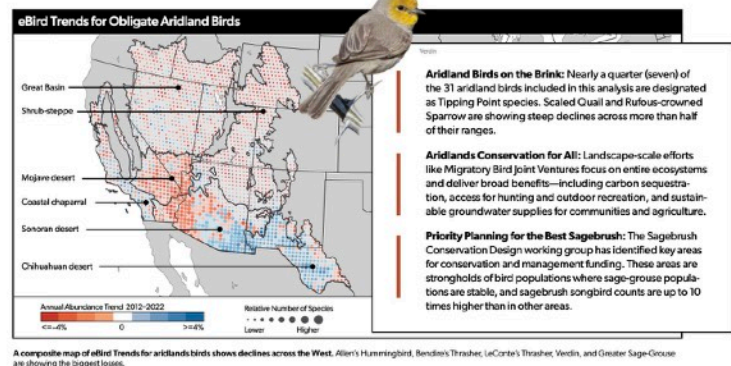 eBird Trends for Obligate Aridland Birds
Great Basin
Shrub-steppe
Mojave desert
Coastal chaparral
Sonoran desert
Chihuahuan desert
Annual Abundance Trend 2012–2022
<=-4%
0
>=4%
Relative Number of Species
Lower
Higher
Verdin
Aridland Birds on the Brink: Nearly a quarter (seven) of
the 31 aridland birds included in this analysis are designated
as Tipping Point species. Scaled Quail and Rufous-crowned
Sparrow are showing steep declines across more than half
of their ranges.
Aridlands Conservation for All: Landscape-scale efforts
like Migratory Bird Joint Ventures focus on entire ecosystems
and deliver broad benefits—including carbon sequestra-
tion, access for hunting and outdoor recreation, and sustain-
able groundwater supplies for communities and agriculture.
Priority Planning for the Best Sagebrush: The Sagebrush
Conservation Design working group has identified key areas
for conservation and management funding. These areas are
strongholds of bird populations where sage-grouse popula-
tions are stable, and sagebrush songbird counts are up to 10
times higher than in other areas.
A composite map of eBird Trends for aridlands birds shows declines across the West. Allen's Hummingbird, Bendire's Thrasher, LeConte's Thrasher, Verdin, and Greater Sage-Grouse
are showing the biggest losses.